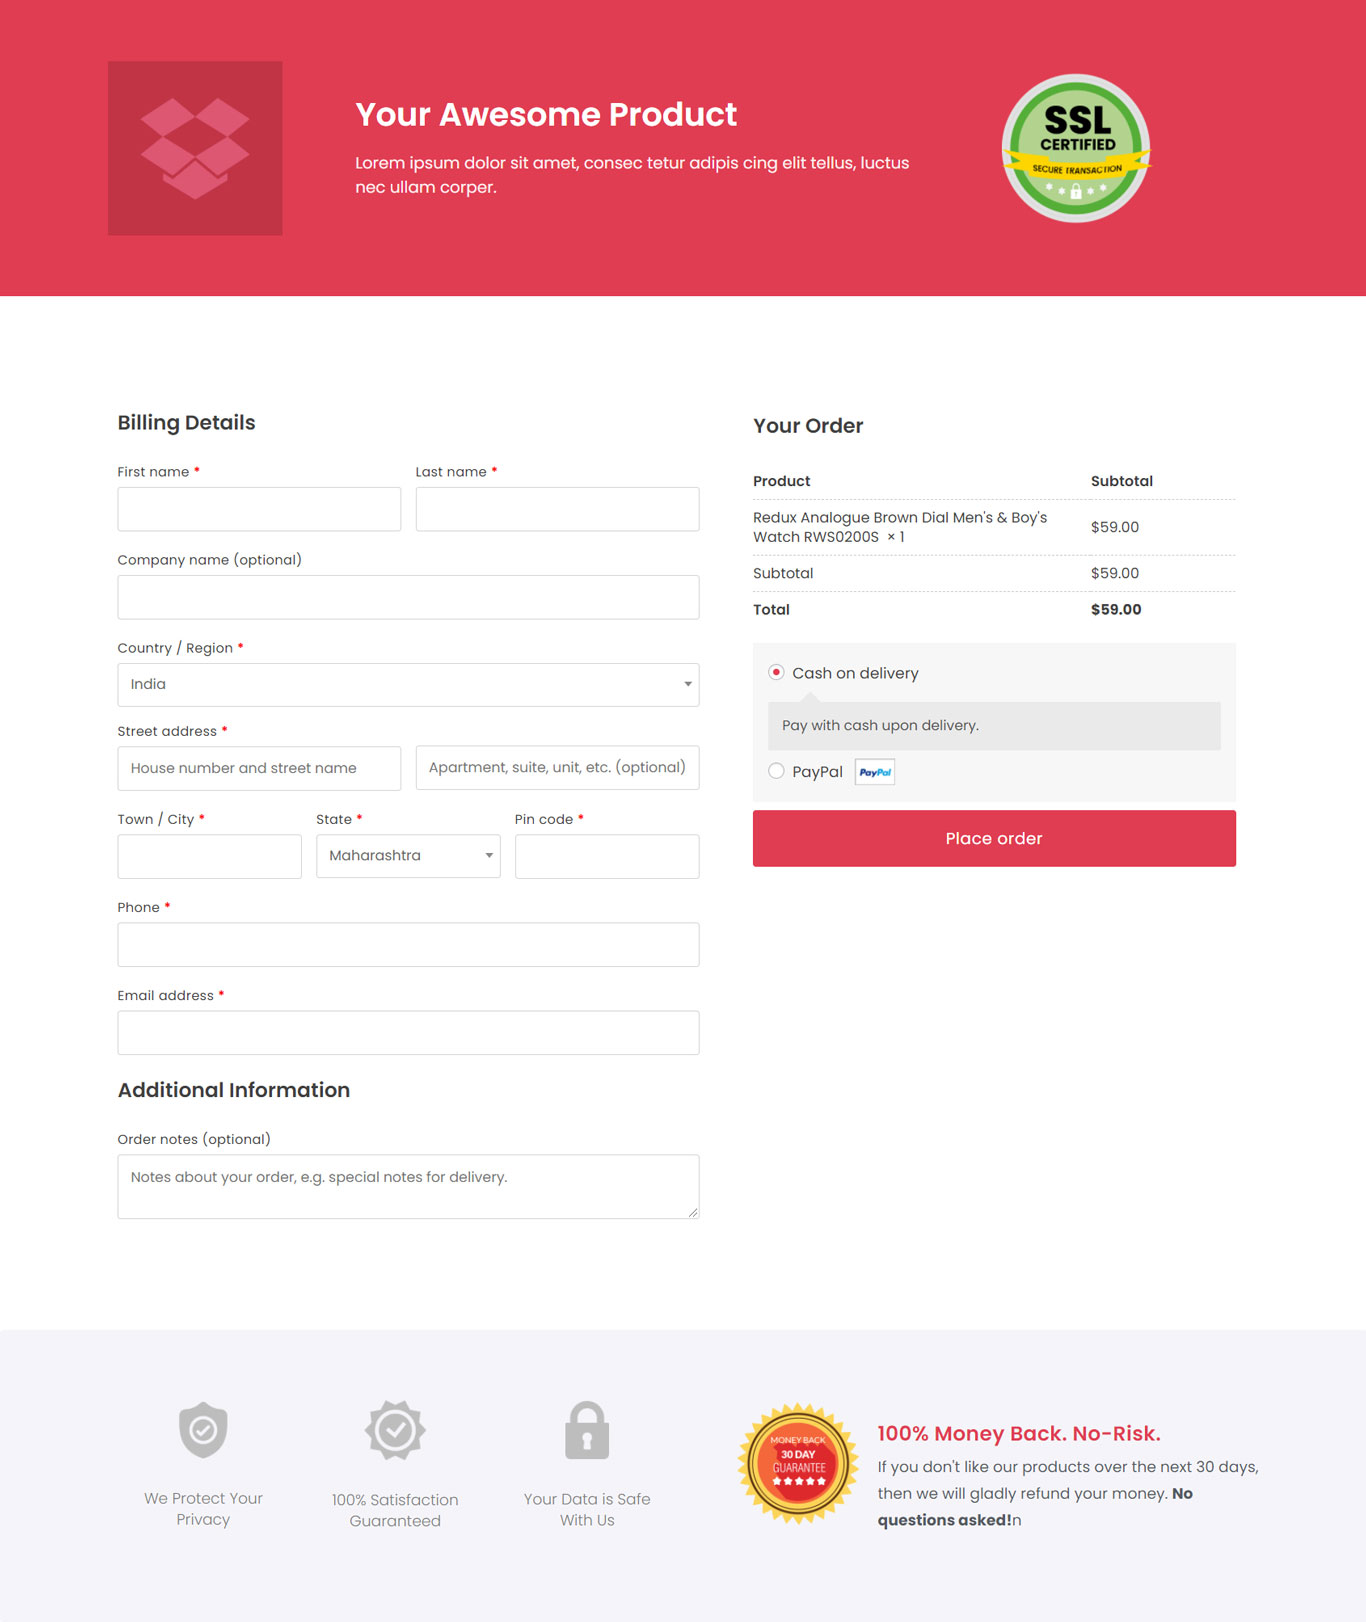 Your Awesome Product
Lorem ipsum dolor sit amet, consec tetur adipis cing elit tellus, luctus
nec ullam corper.
SSL
CERTIFIED
SECURE TRANSACTION
Billing Details
First name *
Last name *
Company name (optional)
Country / Region *
India
Street address *
House number and street name
Apartment, suite, unit, etc. (optional)
Town / City *
State *
Pin code *
Maharashtra
Phone *
Email address *
Additional Information
Order notes (optional)
Notes about your order, e.g. special notes for delivery.
Your Order
Product
Subtotal
Redux Analogue Brown Dial Men's & Boy's
Watch RWS0200S × 1
$59.00
Subtotal
$59.00
Total
$59.00
Cash on delivery
Pay with cash upon delivery.
PayPal
PayPal
Place order
We Protect Your
Privacy
100% Satisfaction
Guaranteed
Your Data is Safe
With Us
MONEY BACK
30 DAY
GUARANTEE
100% Money Back. No-Risk.
If you don't like our products over the next 30 days,
then we will gladly refund your money. No
questions asked!n